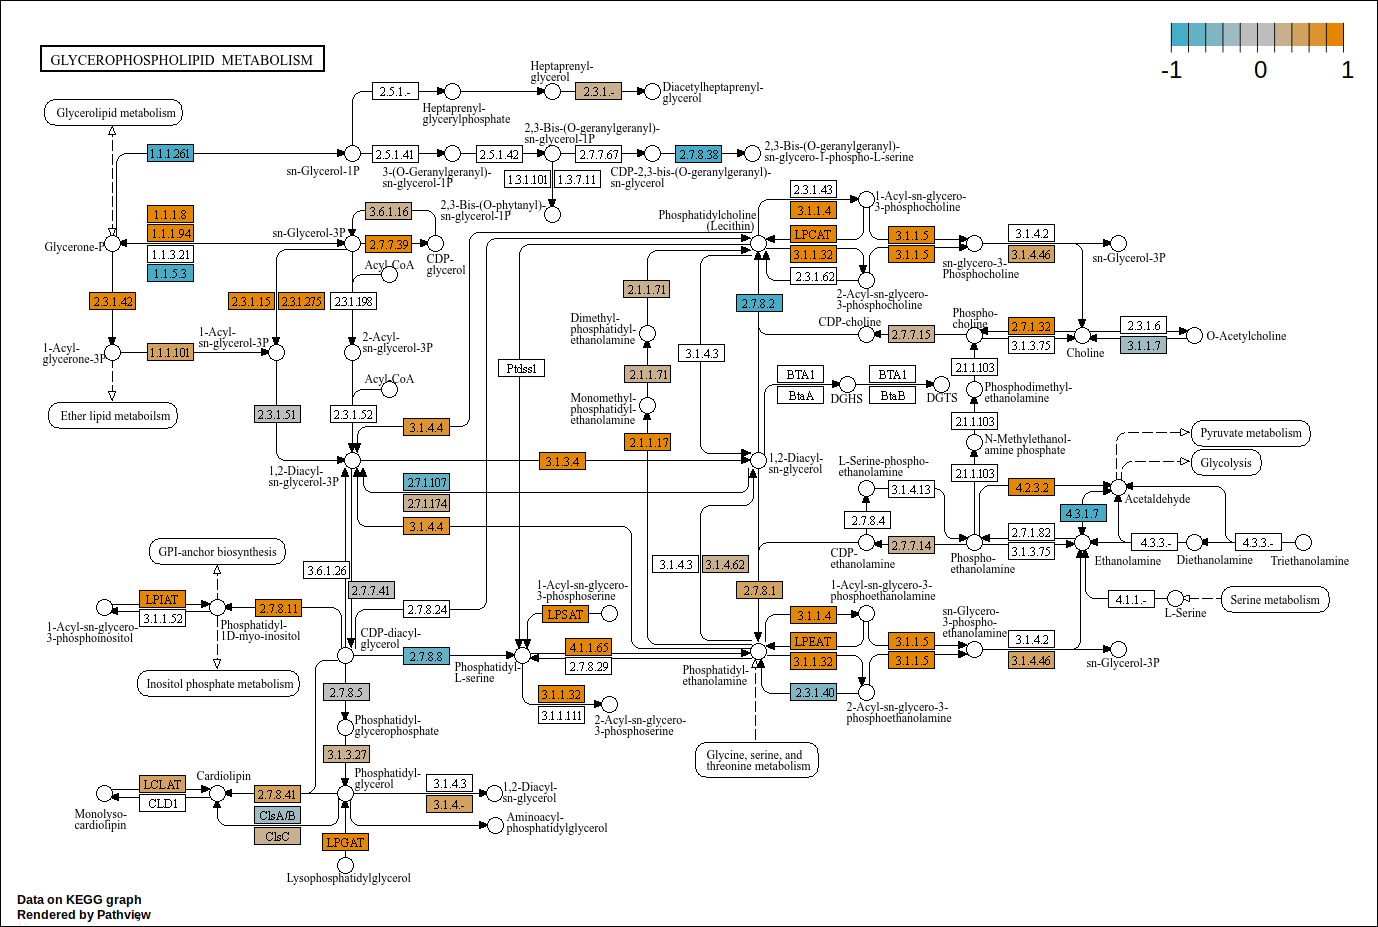 GLYCEROPHOSPHOLIPID METABOLISM
-1
0
1
Heptaprenyl-
glycerol
2.5.1.-
2.3.1.-
Diacetylheptaprenyl-
glycerol
Heptaprenyl-
glycerylphosphate
Glycerolipid metabolism
2,3-Bis-(O-geranylgeranyl)-
sn-glycerol-1P
1.1.1.261
2.5.1.41
2.5.1.42
2.7.7.67
2.7.8.38
2,3-Bis-(O-geranylgeranyl)-
sn-glycero-1-phospho-L-serine
sn-Glycerol-1P
3-(O-Geranylgeranyl)-
sn-glycerol-1P
1.3.1.101
1.3.7.11
CDP-2,3-bis-(O-geranylgeranyl)-
sn-glycerol
2,3-Bis-(O-phytanyl)-
sn-glycerol-1P
1.1.1.8
1.1.1.94
1.1.3.21
1.1.5.3
Glycerone-P
sn-Glycerol-3P
3.6.1.16
2.7.7.39
CDP-
glycerol
Phosphatidylcholine
(Lecithin)
2.3.1.43
3.1.1.4
LPCAT
3.1.1.32
2.3.1.62
1-Acyl-sn-glycero-
3-phosphocholine
3.1.1.5
3.1.1.5
sn-glycero-3-
Phosphocholine
3.1.4.2
3.1.4.46
sn-Glycerol-3P
2-Acyl-sn-glycero-
3-phosphocholine
Acyl-CoA
2.3.1.42
2.3.1.15
2.3.1.275
2.3.1.198
2.1.1.71
2.7.8.2
Dimethyl-
phosphatidyl-
ethanolamine
CDP-choline
2.7.7.15
Phospho-
choline
2.7.1.32
3.1.3.75
Choline
2.3.1.6
3.1.1.7
O-Acetylcholine
1-Acyl-
glycerone-3P
1.1.1.101
1-Acyl-
sn-glycerol-3P
2-Acyl-
sn-glycerol-3P
3.1.4.3
Ptdss1
2.1.1.71
2.1.1.103
Acyl-CoA
BTA1
BtaA
DGHS
BTA1
BtaB
DGTS
Phosphodimethyl-
ethanolamine
Ether lipid metaboilsm
2.3.1.51
2.3.1.52
Monomethyl-
phosphatidyl-
ethanolamine
2.1.1.103
3.1.4.4
2.1.1.17
N-Methylethanol-
amine phosphate
Pyruvate metabolism
Glycolysis
1,2-Diacyl-
sn-glycerol-3P
3.1.3.4
1,2-Diacyl-
sn-glycerol
L-Serine-phospho-
ethanolamine
2.1.1.103
2.7.1.107
2.7.1.174
3.1.4.4
3.1.4.13
4.2.3.2
Acetaldehyde
4.3.1.7
2.7.8.4
2.7.1.82
3.1.3.75
4.3.3.-
4.3.3.-
Ethanolamine
Diethanolamine
Triethanolamine
GPI-anchor biosynthesis
CDP-
ethanolamine
2.7.7.14
Phospho-
ethanolamine
3.6.1.26
2.7.7.41
3.1.4.3
3.1.4.62
2.7.8.1
LPIAT
3.1.1.52
2.7.8.11
2.7.8.24
1-Acyl-sn-glycero-
3-phosphoserine
LPSAT
1-Acyl-sn-glycero-3-
phosphoethanolamine
4.1.1.-
L-Serine
Serine metabolism
1-Acyl-sn-glycero-
3-phosphoinositol
Phosphatidyl-
1D-myo-inositol
CDP-diacyl-
glycerol
2.7.8.8
Phosphatidyl-
L-serine
4.1.1.65
2.7.8.29
Phosphatidyl-
ethanolamine
3.1.1.4
LPEAT
3.1.1.32
2.3.1.40
3.1.1.5
3.1.1.5
sn-Glycero-
3-phospho-
ethanolamine
3.1.4.2
3.1.4.46
sn-Glycerol-3P
Inositol phosphate metabolism
2.7.8.5
3.1.1.32
3.1.1.111
2-Acyl-sn-glycero-
3-phosphoserine
2-Acyl-sn-glycero-3-
phosphoethanolamine
Phosphatidyl-
glycerophosphate
3.1.3.27
Glycine, serine, and
threonine metabolism
LCLAT
CLD1
Cardiolipin
2.7.8.41
ClsA/B
ClsC
Phosphatidyl-
glycerol
3.1.4.3
3.1.4.-
1,2-Diacyl-
sn-glycerol
Monolyso-
cardiolipin
Aminoacyl-
phosphatidylglycerol
LPGAT
Lysophosphatidylglycerol
Data on KEGG graph
Rendered by Pathview